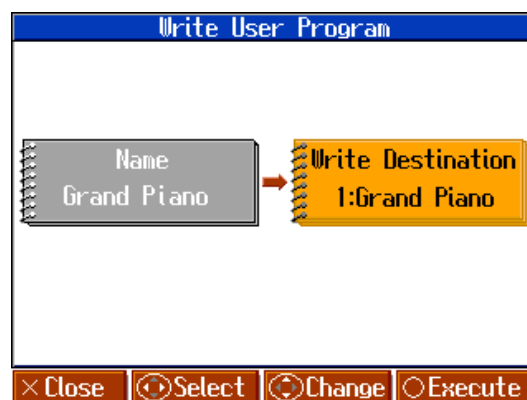 Write User Program
Name
Grand Piano
Write Destination
1:Grand Piano
×Close
Select
Change
○Execute